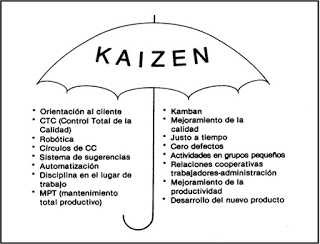 KAIZEN
* Orientación al cliente
* CTC (Control Total de la
Calidad)
* Robótica
* Círculos de CC
* Sistema de sugerencias
* Automatización
* Disciplina en el lugar de
trabajo
* MPT (mantenimiento
total productivo)
* Kamban
* Mejoramiento de la
calidad
* Justo a tiempo
* Cero defectos
* Actividades en grupos pequeños
* Relaciones cooperativas
trabajadores-administración
* Mejoramiento de la
productividad
* Desarrollo del nuevo producto